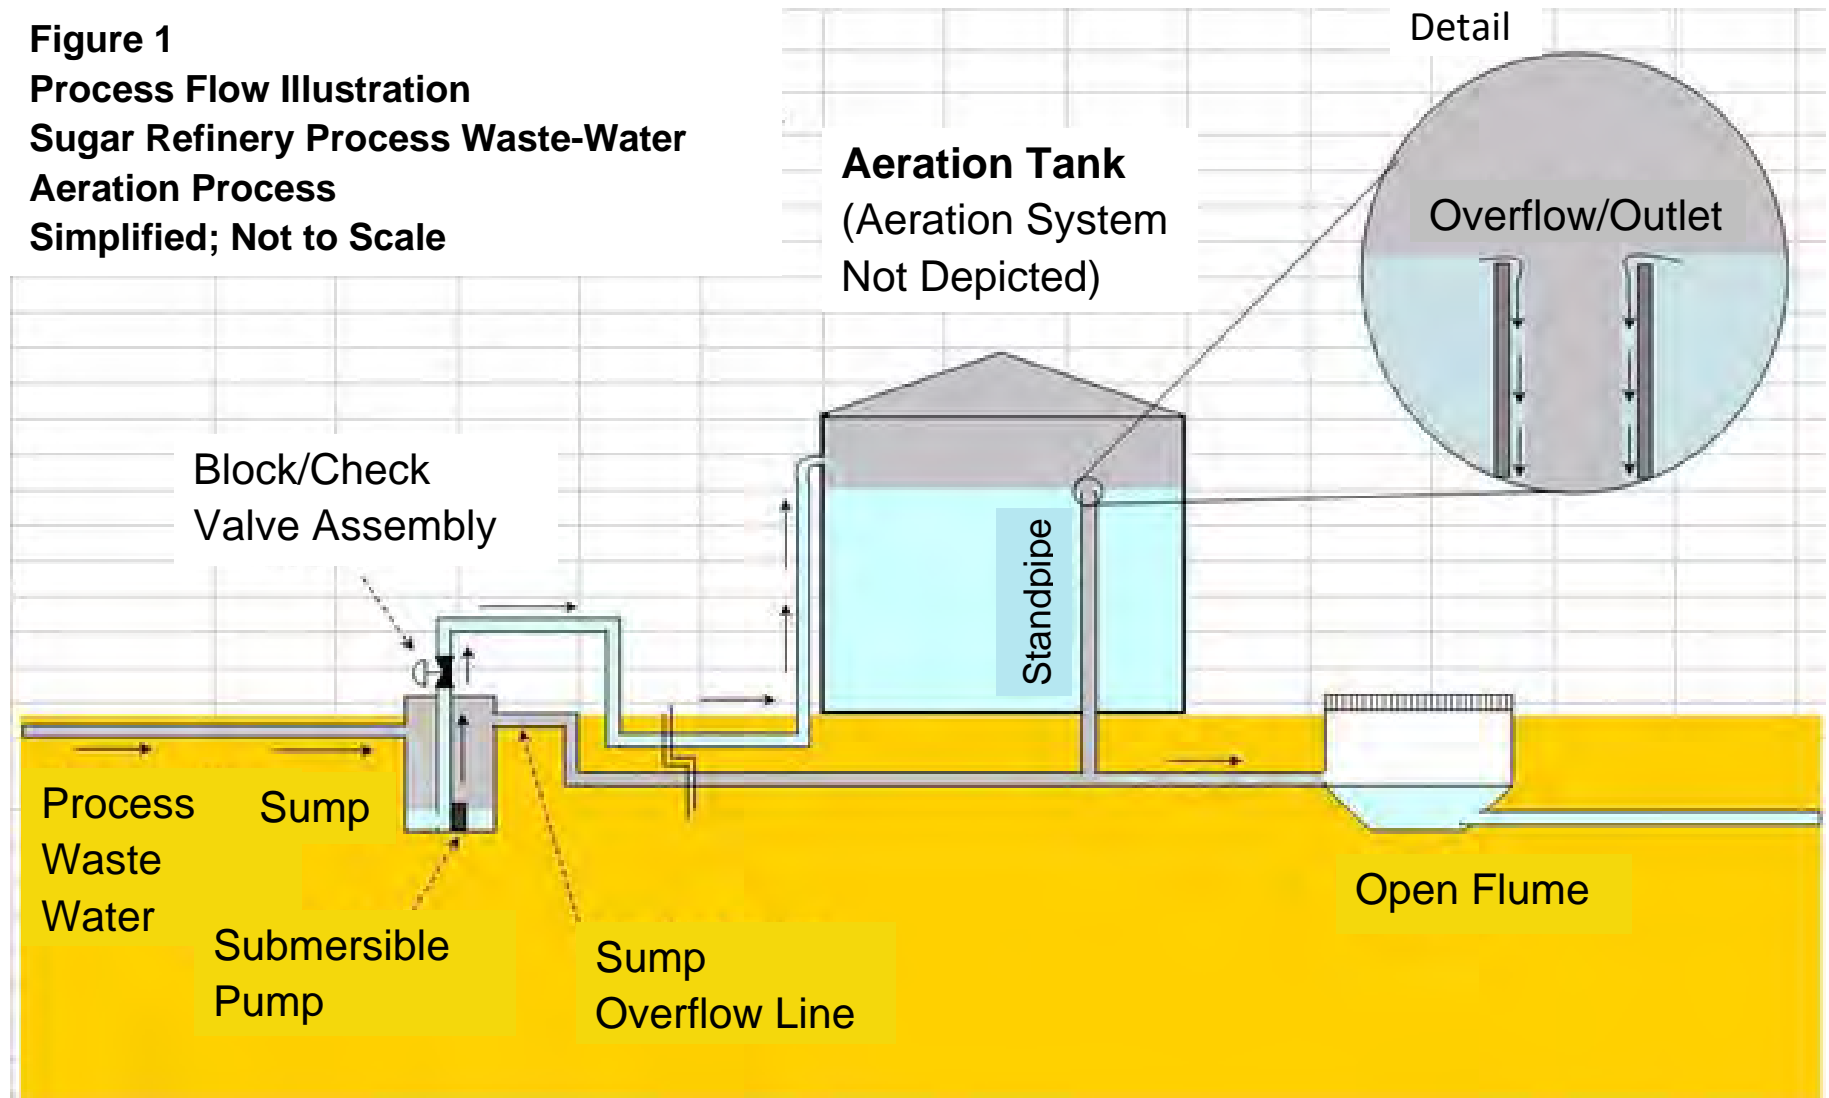 Figure 1
Process Flow Illustration
Sugar Refinery Process Waste-Water
Aeration Process
Simplified; Not to Scale
Detail
Overflow/Outlet
Aeration Tank
(Aeration System
Not Depicted)
Block/Check
Valve Assembly
Standpipe
Process
Waste
Water
Sump
Submersible
Pump
Sump
Overflow Line
Open Flume